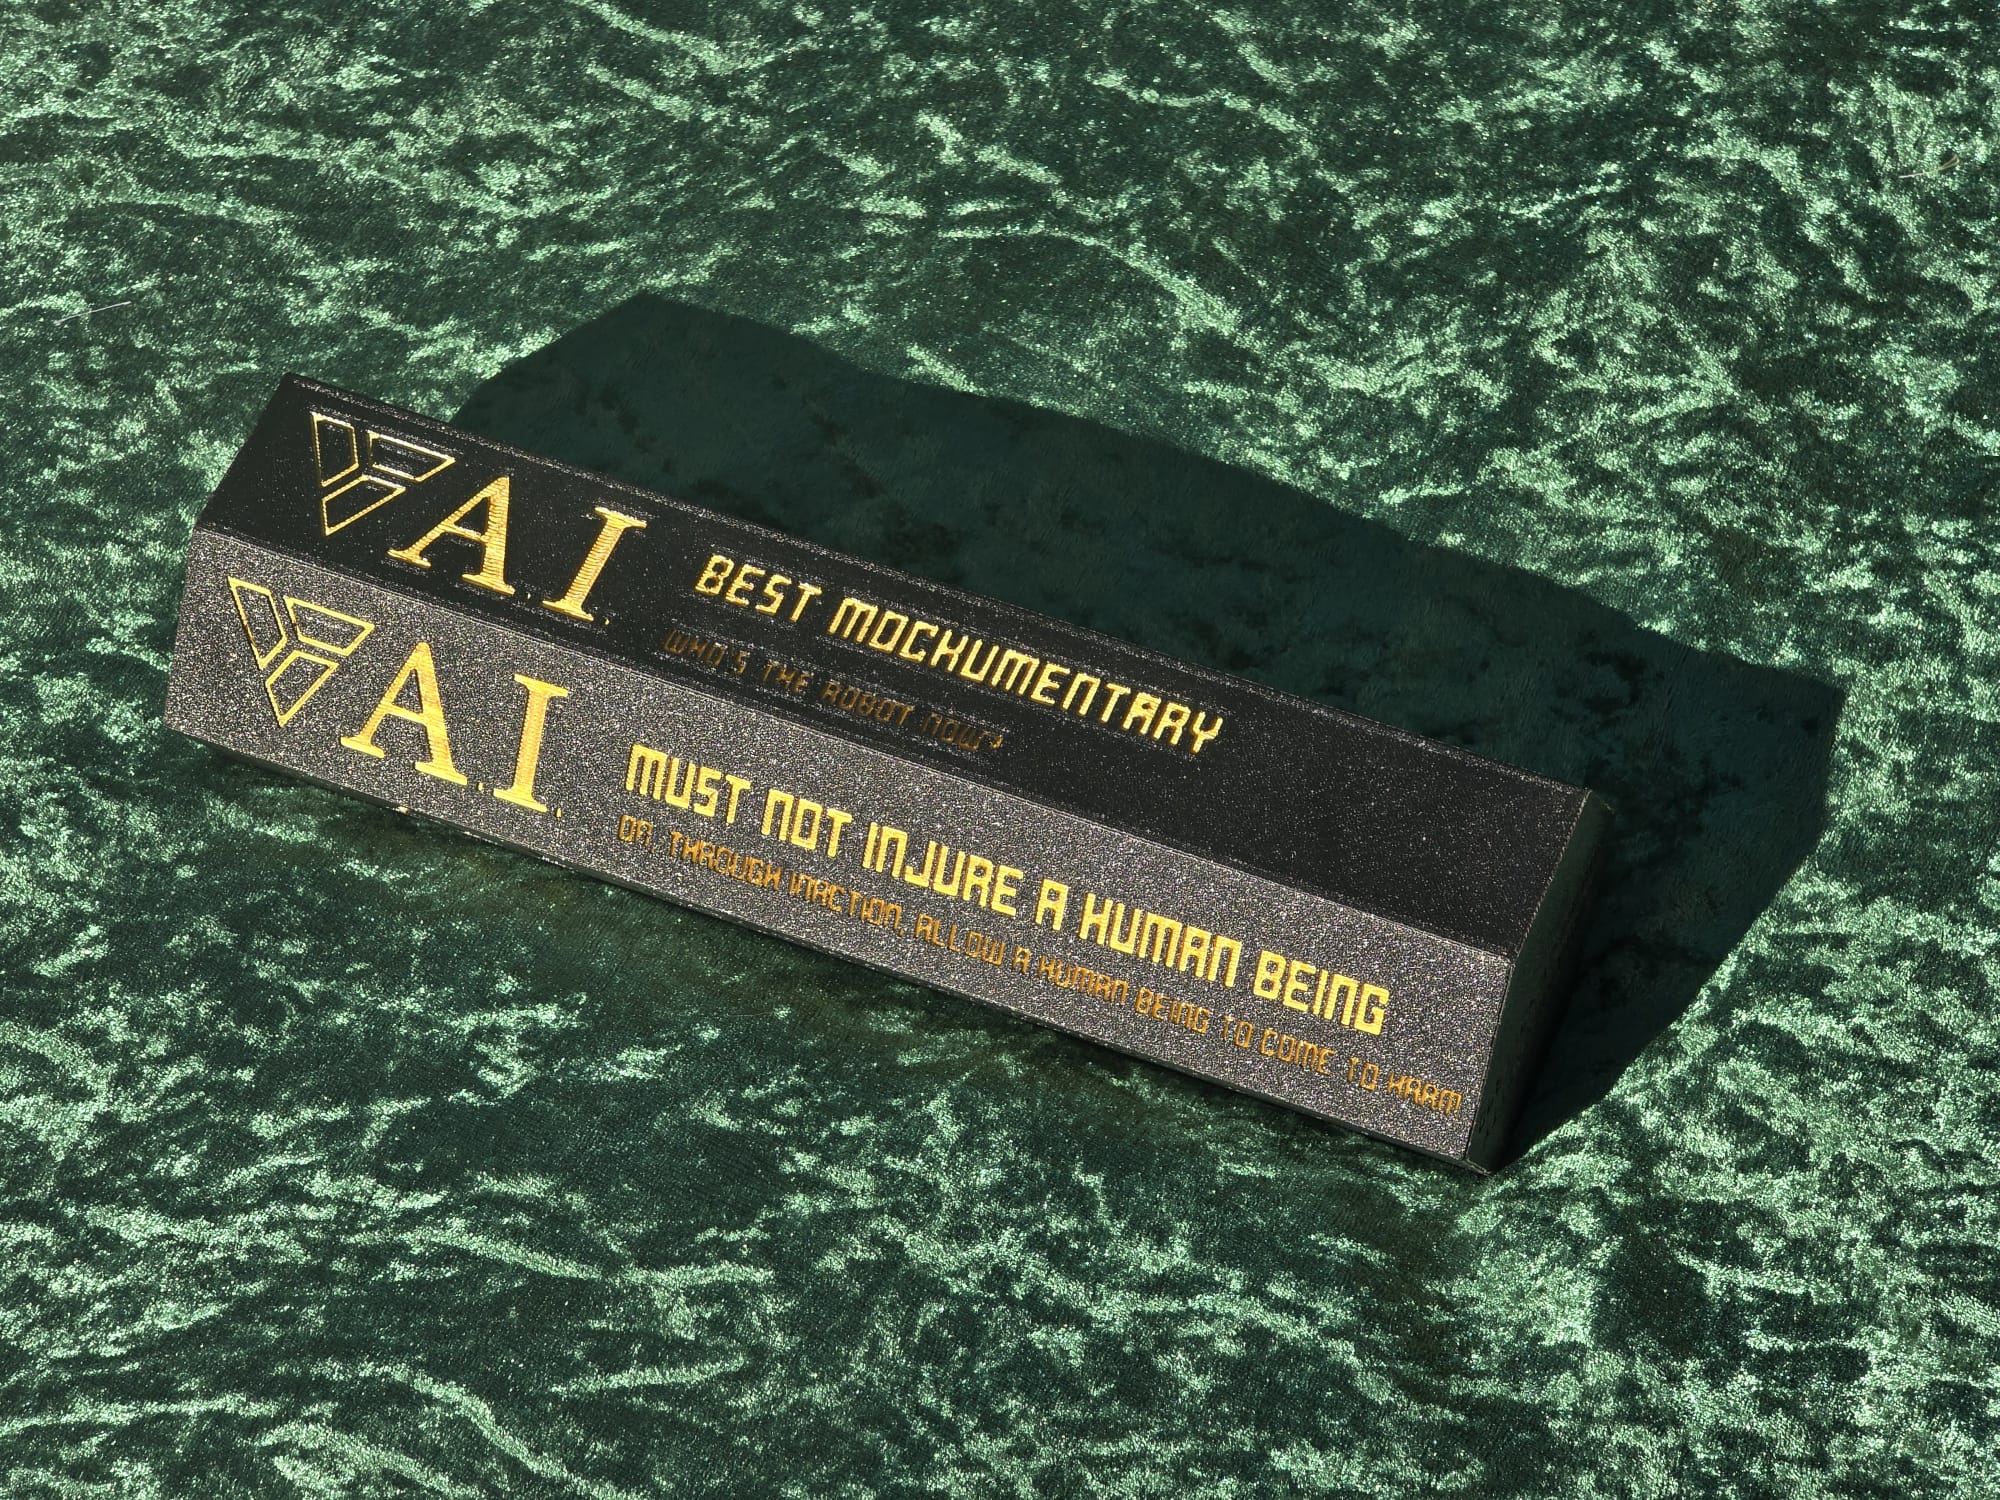 A.I.
BEST MOCKUMENTARY
WHO'S THE ROBOT NOW?
A.I.
MUST NOT INJURE A HUMAN BEING
OR, THROUGH INACTION, ALLOW A HUMAN BEING TO COME TO HARM